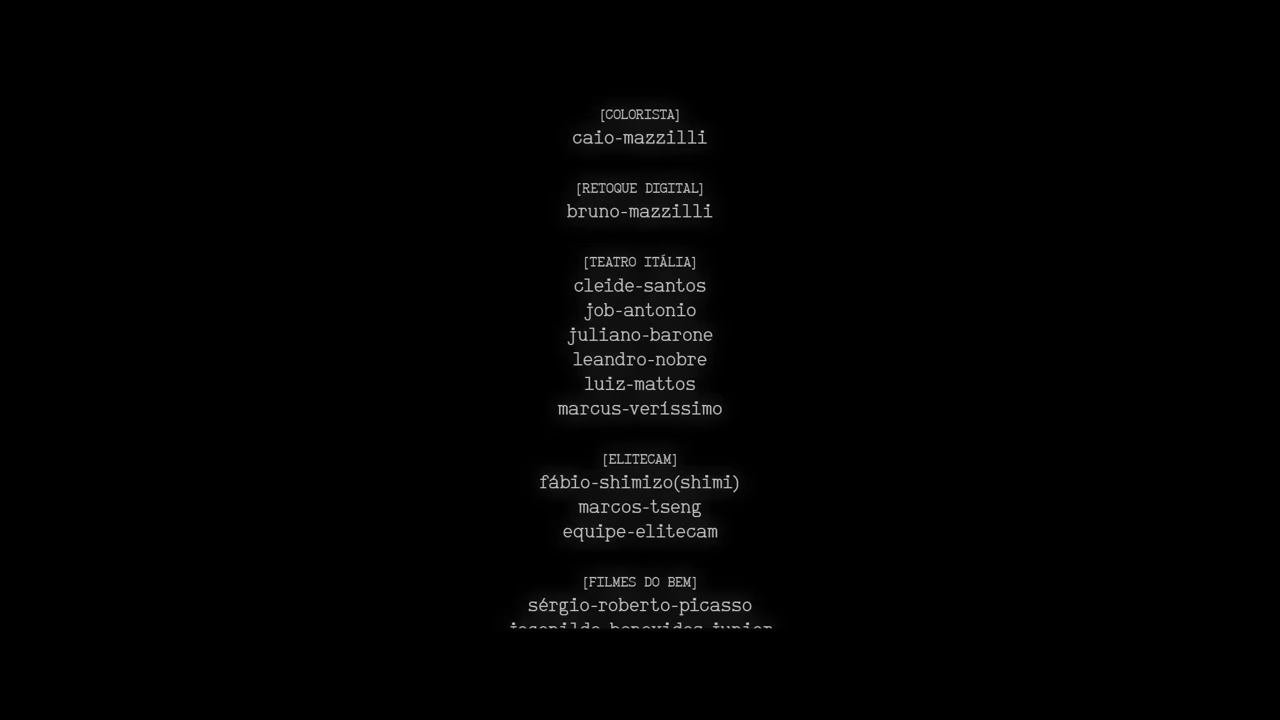 [COLORISTA]
caio-mazzilli
[RETOQUE DIGITAL]
bruno-mazzilli
[TEATRO ITÁLIA]
cleide-santos
job-antonio
juliano-barone
leandro-nobre
luiz-mattos
marcus-veríssimo
[ELITECAM]
fábio-shimizo(shimi)
marcos-tseng
equipe-elitecam
[FILMES DO BEM]
sérgio-roberto-picasso